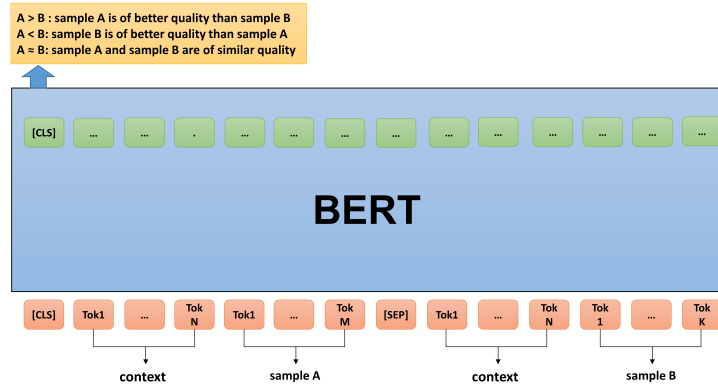 A > B : sample A is of better quality than sample B
A < B: sample B is of better quality than sample A
A ≈ B: sample A and sample B are of similar quality
[CLS] ... ... . ... ... ... ... ... ... ... ... ... ...
BERT
[CLS] Tok1 ... Tok N Tok1 ... Tok M [SEP] Tok1 ... Tok N Tok 1 ... Tok K
context sample A context sample B